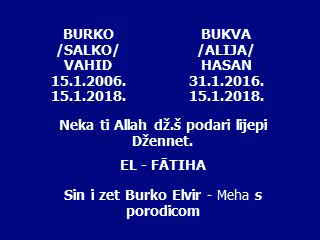 BURKO BUKVA
/SALKO/ /ALIJA/
VAHID HASAN
15.1.2006. 31.1.2016.
15.1.2018. 15.1.2018.
Neka ti Allah dž.š podari lijepi
Džennet.
EL - FĀTIHA
Sin i zet Burko Elvir - Meha s
porodicom